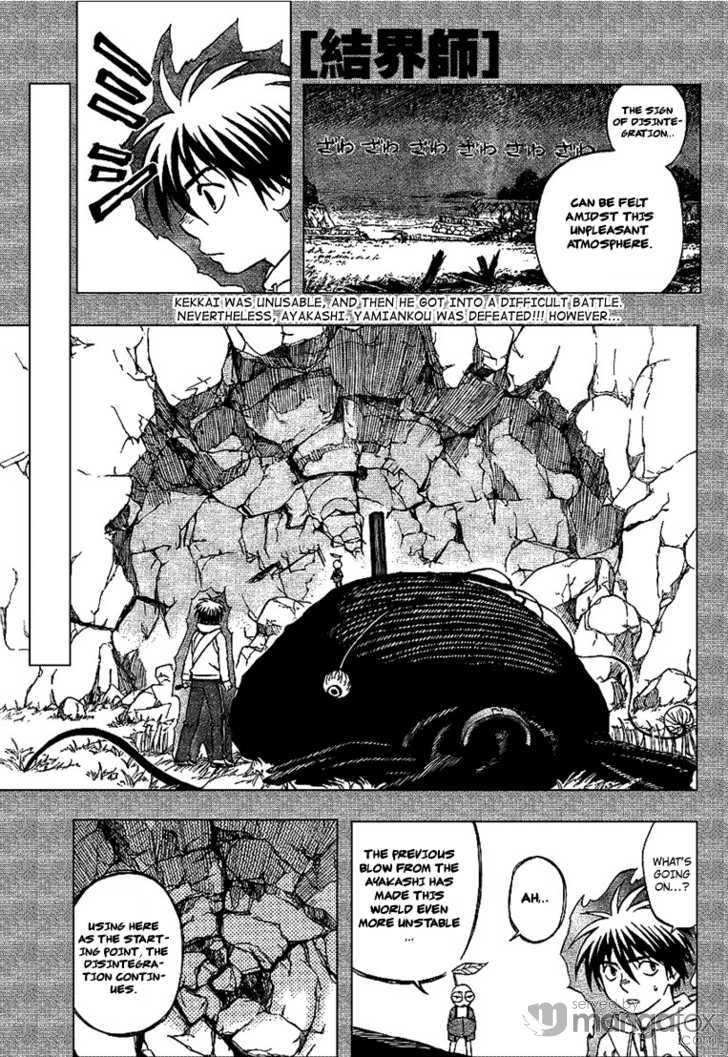 [結界師]
THE SIGN
OF DISINTE-
GRATION...
CAN BE FELT
AMIDST THIS
UNPLEASANT
ATMOSPHERE.
ざわ ざわ ざわ ざわ ざわ ざわ
KEKKAI WAS UNUSABLE, AND THEN HE GOT INTO A DIFFICULT BATTLE.
NEVERTHELESS, AYAKASHI. YAMIANKOU WAS DEFEATED!!! HOWEVER...
WHAT'S
GOING
ON...?
AH...
THE PREVIOUS
BLOW FROM THE
AYAKASHI HAS
MADE THIS
WORLD EVEN
MORE UNSTABLE
...
USING HERE
AS THE START-
ING POINT, THE
DISINTEGRA-
TION CONTIN-
UES.
served by
mangafox